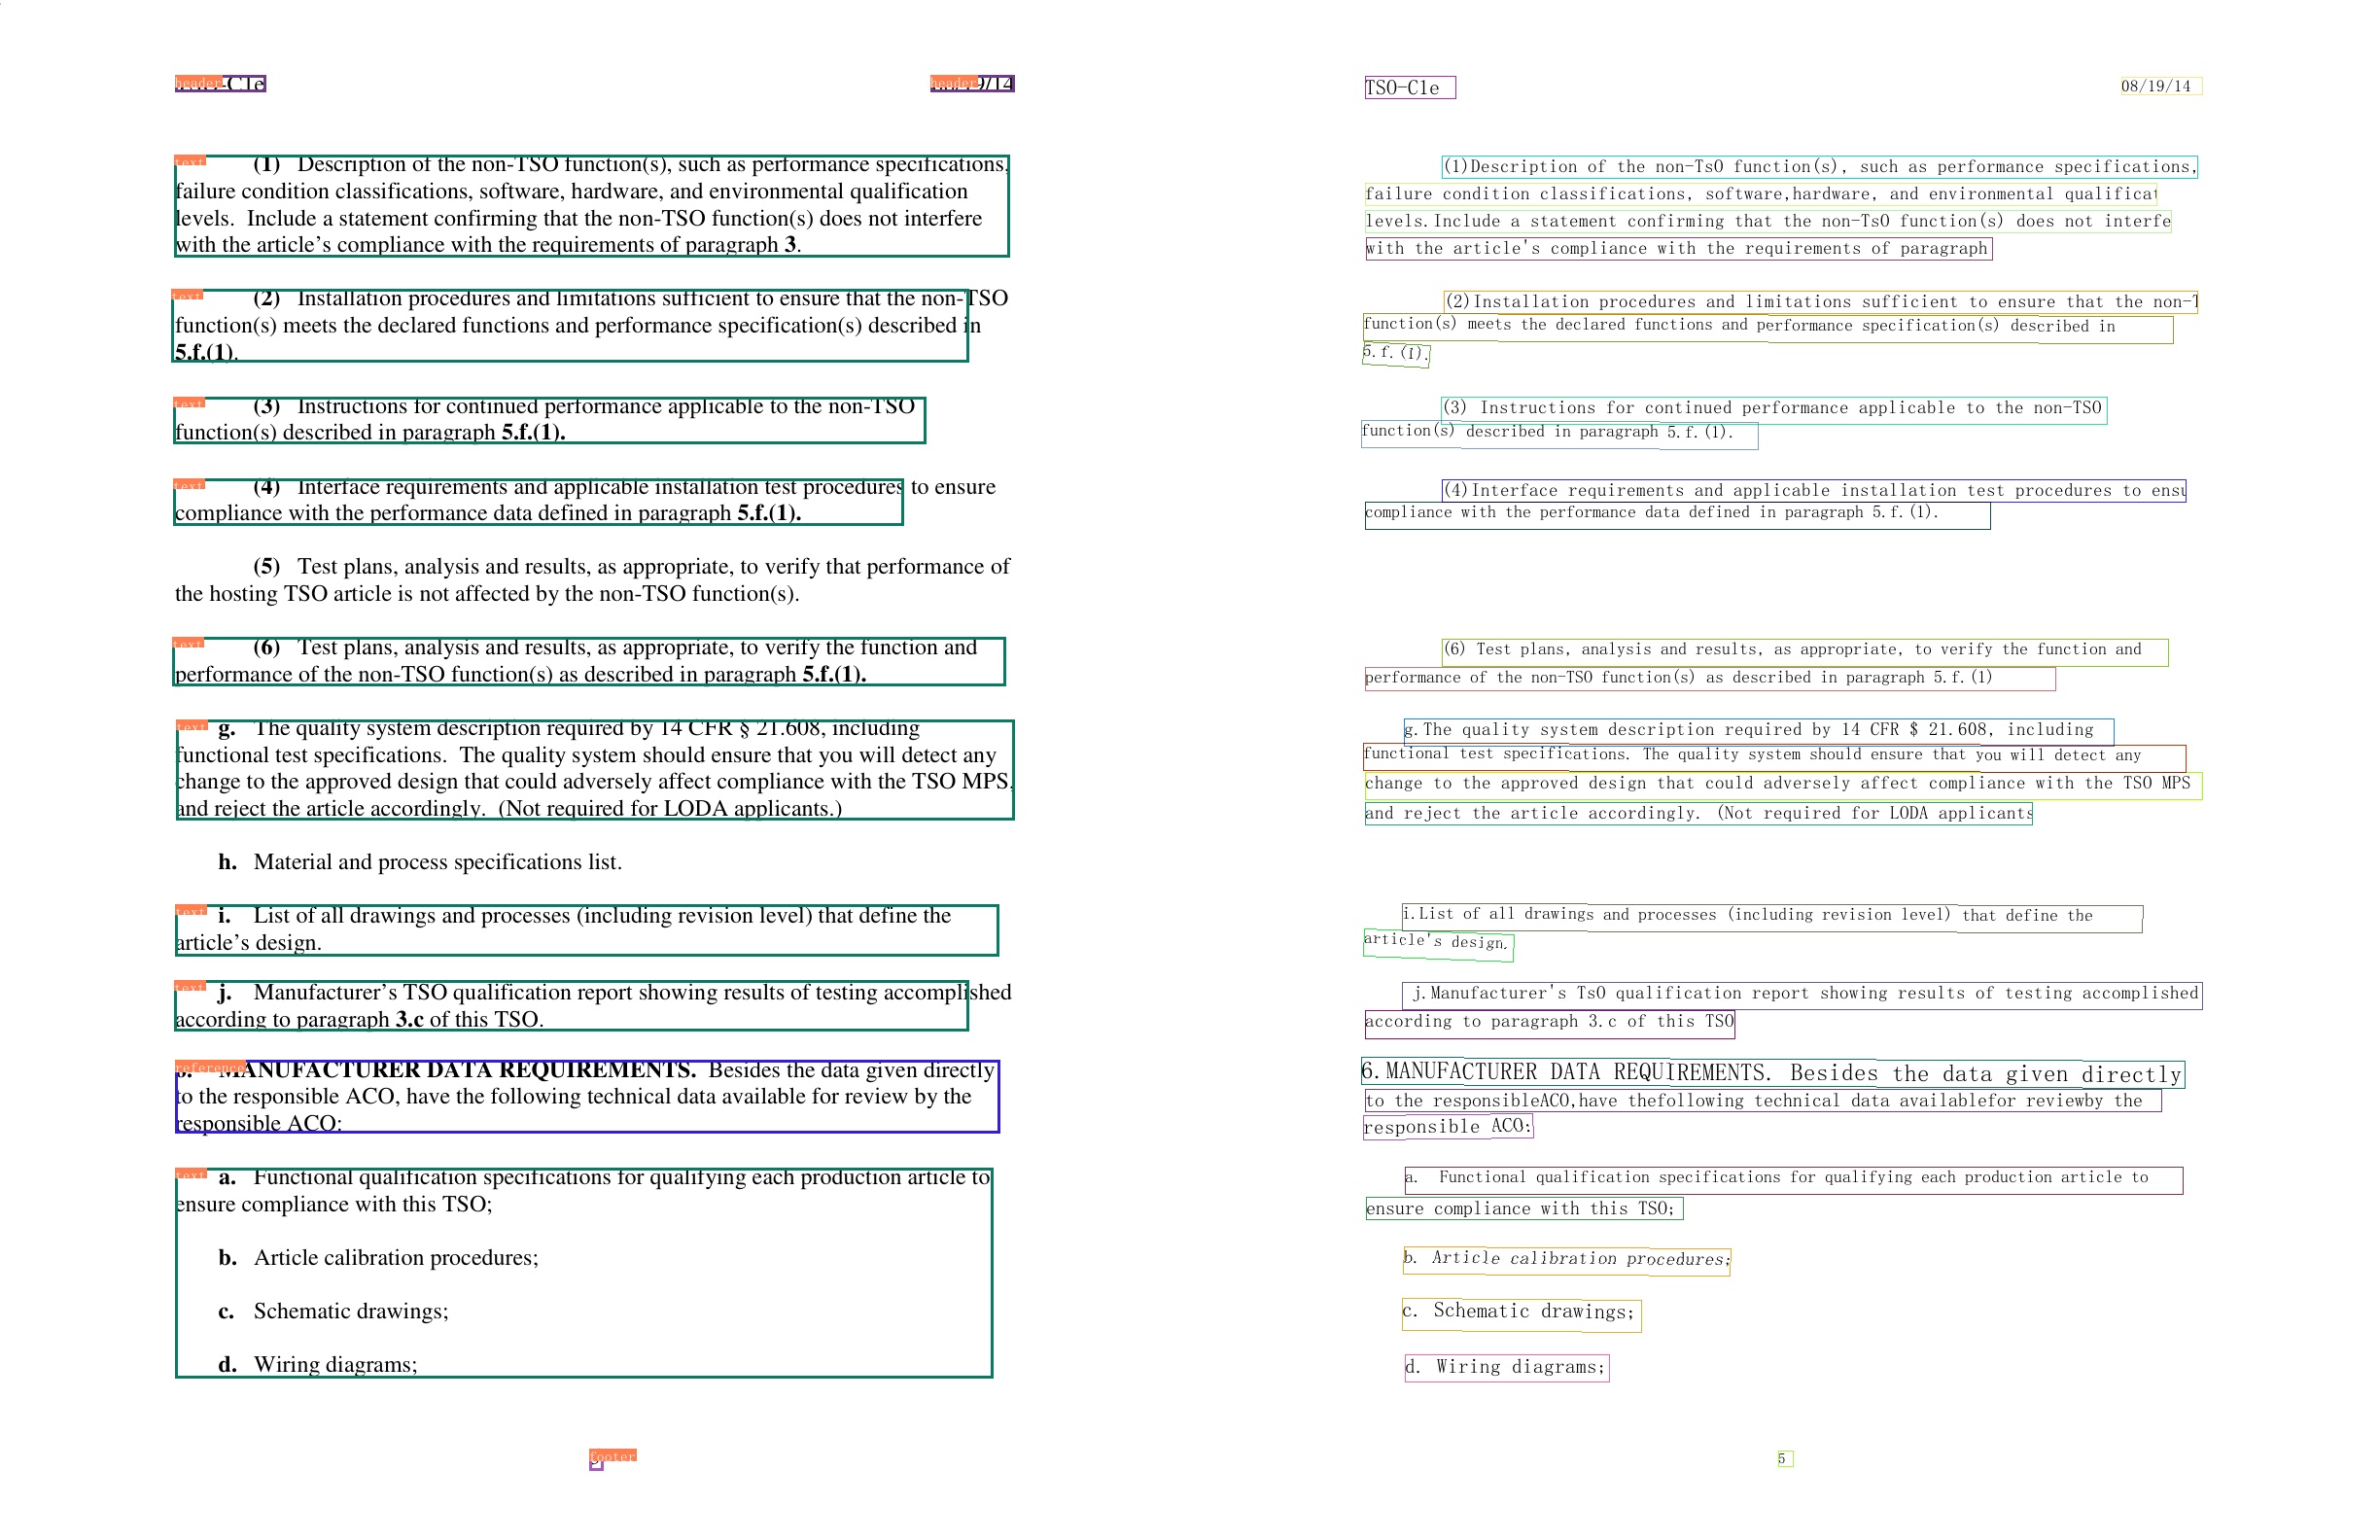 header -C1e
header 9/14
text (1) Description of the non-TSO function(s), such as performance specifications,
failure condition classifications, software, hardware, and environmental qualification
levels. Include a statement confirming that the non-TSO function(s) does not interfere
with the article’s compliance with the requirements of paragraph 3.
text (2) Installation procedures and limitations sufficient to ensure that the non-TSO
function(s) meets the declared functions and performance specification(s) described in
5.f.(1).
text (3) Instructions for continued performance applicable to the non-TSO
function(s) described in paragraph 5.f.(1).
text (4) Interface requirements and applicable installation test procedures to ensure
compliance with the performance data defined in paragraph 5.f.(1).
(5) Test plans, analysis and results, as appropriate, to verify that performance of
the hosting TSO article is not affected by the non-TSO function(s).
text (6) Test plans, analysis and results, as appropriate, to verify the function and
performance of the non-TSO function(s) as described in paragraph 5.f.(1).
text g. The quality system description required by 14 CFR § 21.608, including
functional test specifications. The quality system should ensure that you will detect any
change to the approved design that could adversely affect compliance with the TSO MPS,
and reject the article accordingly. (Not required for LODA applicants.)
h. Material and process specifications list.
text i. List of all drawings and processes (including revision level) that define the
article’s design.
text j. Manufacturer’s TSO qualification report showing results of testing accomplished
according to paragraph 3.c of this TSO.
reference MANUFACTURER DATA REQUIREMENTS. Besides the data given directly
to the responsible ACO, have the following technical data available for review by the
responsible ACO:
text a. Functional qualification specifications for qualifying each production article to
ensure compliance with this TSO;
b. Article calibration procedures;
c. Schematic drawings;
d. Wiring diagrams;
footer
TSO-C1e
08/19/14
(1)Description of the non-TsO function(s), such as performance specifications,
failure condition classifications, software,hardware, and environmental qualificat
levels.Include a statement confirming that the non-TsO function(s) does not interfe
with the article's compliance with the requirements of paragraph
(2)Installation procedures and limitations sufficient to ensure that the non-T
function(s) meets the declared functions and performance specification(s) described in
5.f.(1).
(3) Instructions for continued performance applicable to the non-TSO
function(s) described in paragraph 5.f.(1).
(4)Interface requirements and applicable installation test procedures to ensu
compliance with the performance data defined in paragraph 5.f.(1).
(6) Test plans, analysis and results, as appropriate, to verify the function and
performance of the non-TSO function(s) as described in paragraph 5.f.(1)
g.The quality system description required by 14 CFR $ 21.608, including
functional test specifications. The quality system should ensure that you will detect any
change to the approved design that could adversely affect compliance with the TSO MPS
and reject the article accordingly. (Not required for LODA applicants
i.List of all drawings and processes (including revision level) that define the
article's design.
j.Manufacturer's TsO qualification report showing results of testing accomplished
according to paragraph 3.c of this TSO
6.MANUFACTURER DATA REQUIREMENTS. Besides the data given directly
to the responsibleACO,have thefollowing technical data availablefor reviewby the
responsible ACO:
a. Functional qualification specifications for qualifying each production article to
ensure compliance with this TSO;
b. Article calibration procedures;
c. Schematic drawings;
d. Wiring diagrams;
5